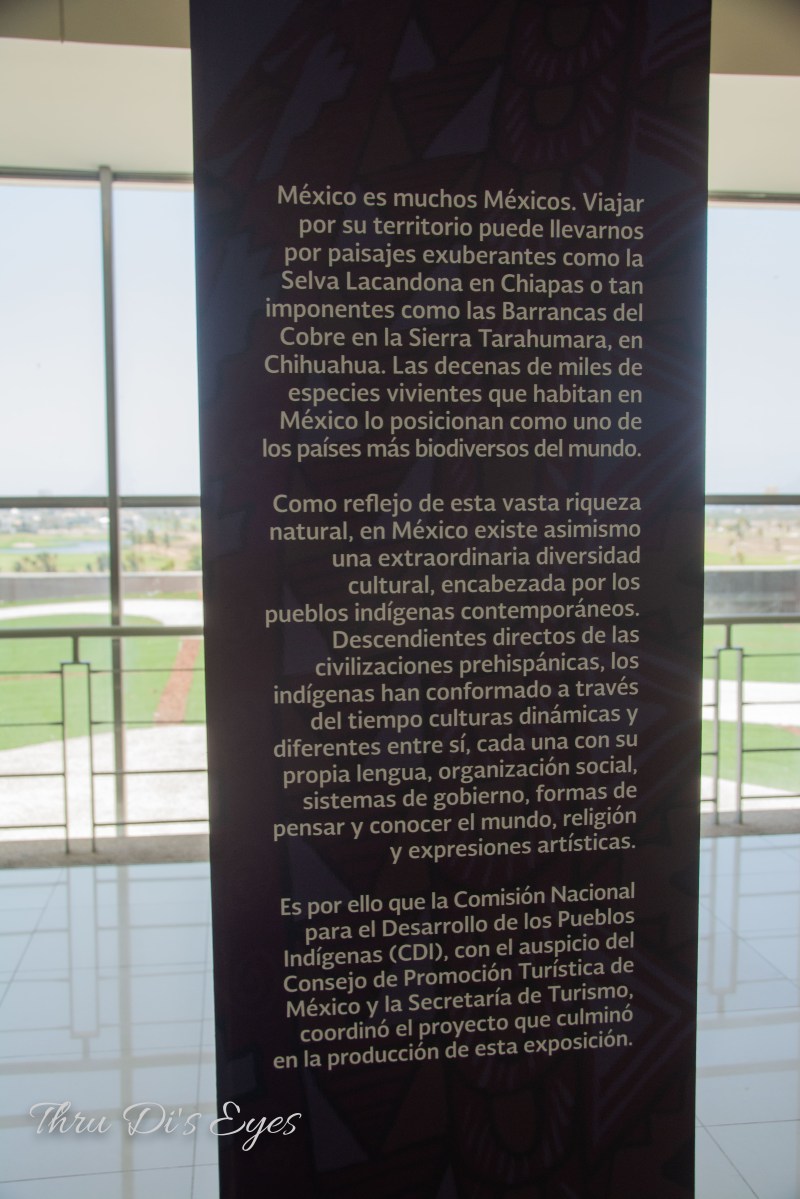 México es muchos Méxicos. Viajar
por su territorio puede llevarnos
por paisajes exuberantes como la
Selva Lacandona en Chiapas o tan
imponentes como las Barrancas del
Cobre en la Sierra Tarahumara, en
Chihuahua. Las decenas de miles de
especies vivientes que habitan en
México lo posicionan como uno de
los países más biodiversos del mundo.
Como reflejo de esta vasta riqueza
natural, en México existe asimismo
una extraordinaria diversidad
cultural, encabezada por los
pueblos indígenas contemporáneos.
Descendientes directos de las
civilizaciones prehispánicas, los
indígenas han conformado a través
del tiempo culturas dinámicas y
diferentes entre sí, cada una con su
propia lengua, organización social,
sistemas de gobierno, formas de
pensar y conocer el mundo, religión
y expresiones artísticas.
Es por ello que la Comisión Nacional
para el Desarrollo de los Pueblos
Indígenas (CDI), con el auspicio del
Consejo de Promoción Turística de
México y la Secretaría de Turismo,
coordinó el proyecto que culminó
en la producción de esta exposición.
Thru Di's Eyes